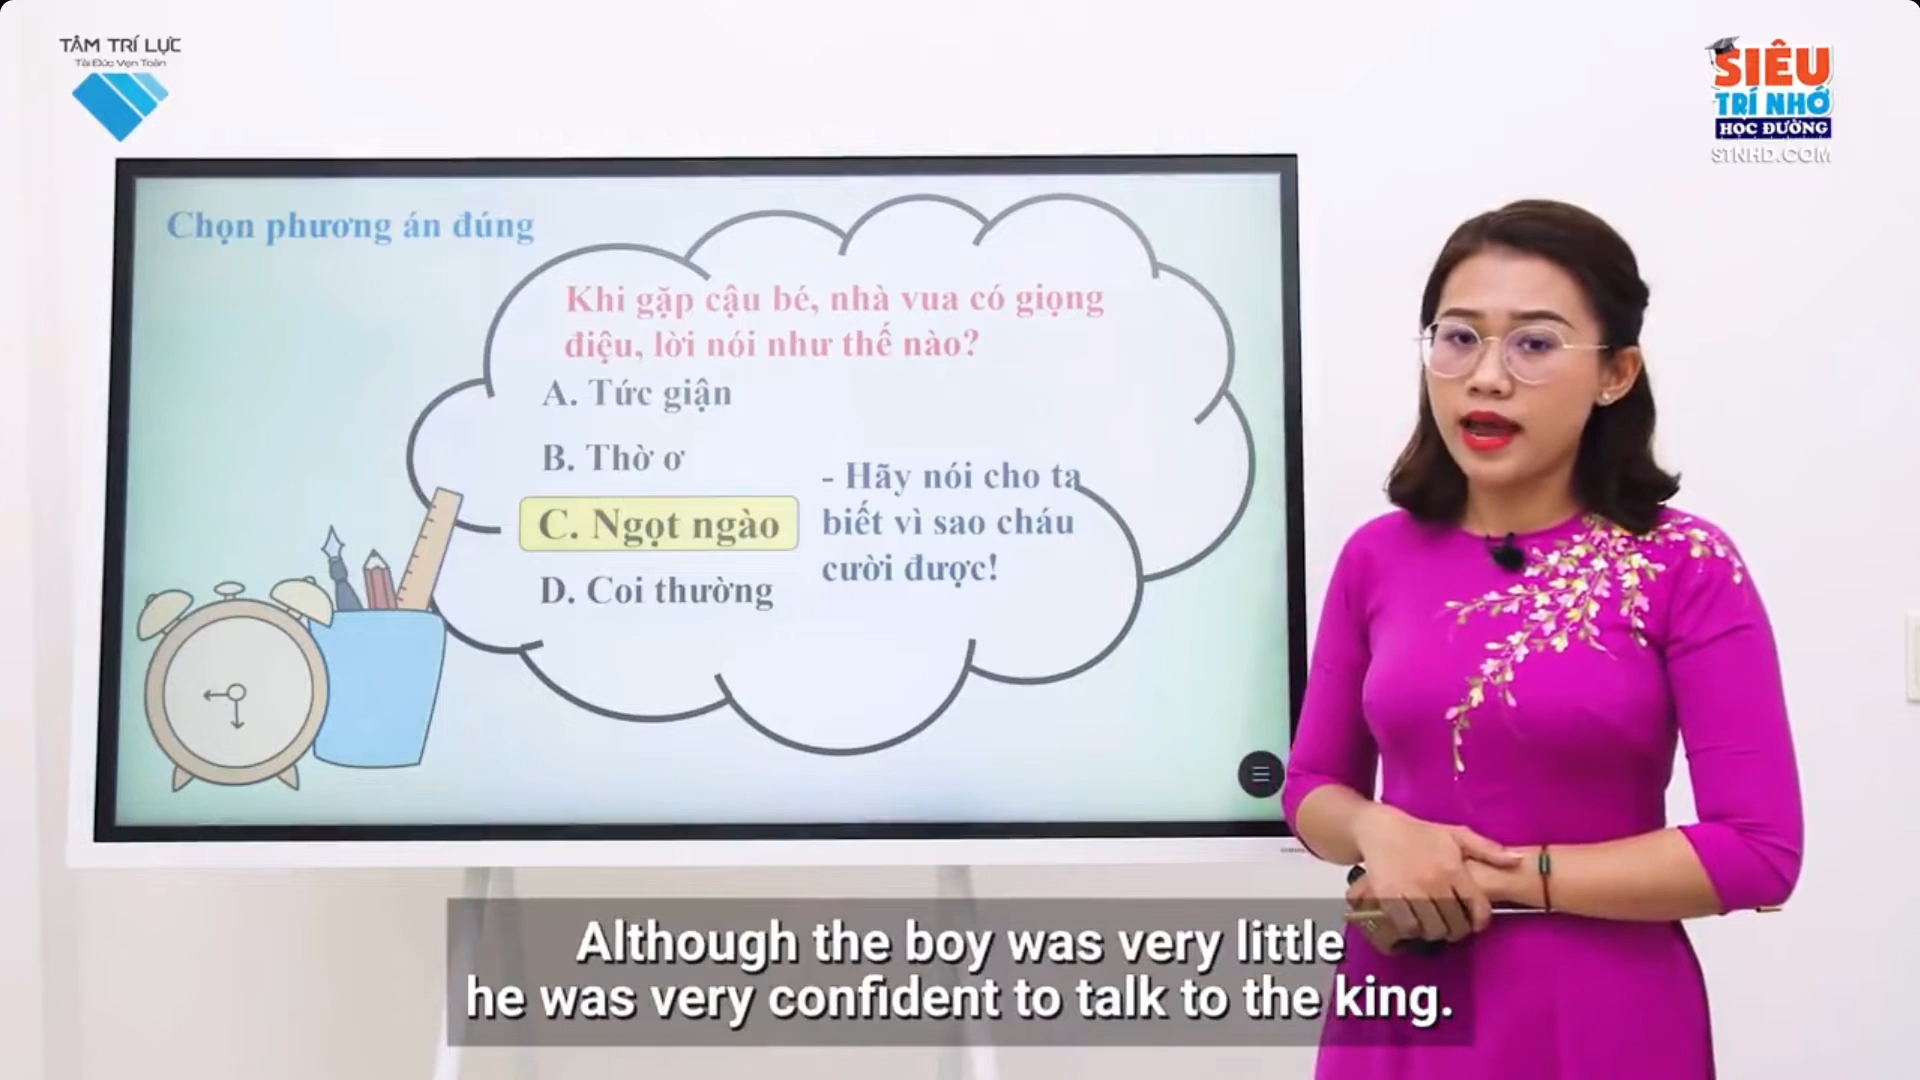 TÂM TRÍ LỰC
Tài Đức Vẹn Toàn
SIÊU
TRÍ NHỚ
HỌC ĐƯỜNG
STNHD.COM
Chọn phương án đúng
Khi gặp cậu bé, nhà vua có giọng
điệu, lời nói như thế nào?
A. Tức giận
B. Thờ ơ
C. Ngọt ngào
D. Coi thường
- Hãy nói cho ta
biết vì sao cháu
cười được!
Although the boy was very little
he was very confident to talk to the king.